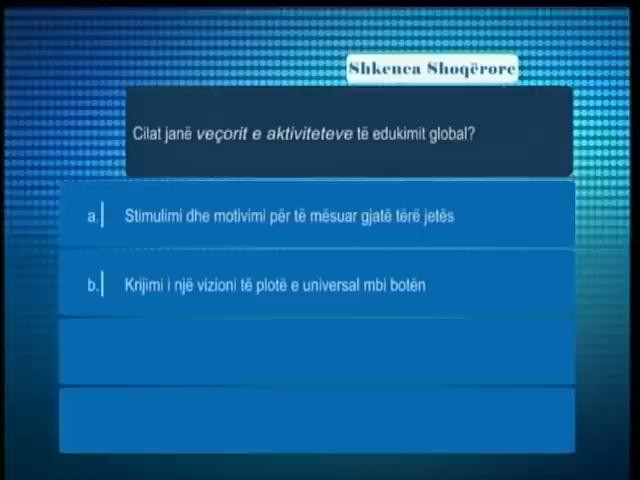 Shkenca Shoqërore
Cilat janë veçorit e aktiviteteve të edukimit global?
a. Stimulimi dhe motivimi për të mësuar gjatë tërë jetës
b. Krijimi i një vizioni të plotë e universal mbi botën